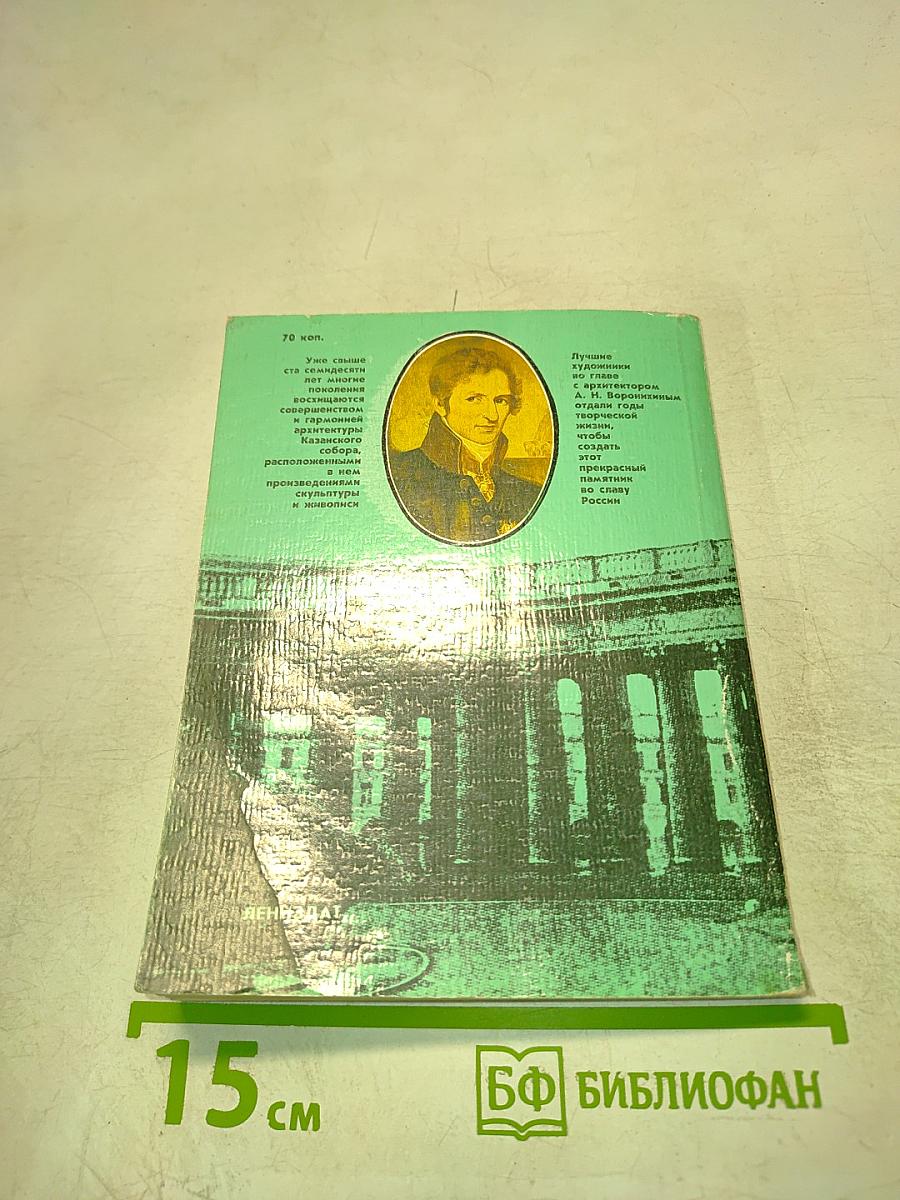 70 коп.
Уже свыше
ста семидесяти
лет многие
поколения
восхищаются
совершенством
и гармонией
архитектуры
Казанского
собора,
расположенными
в нем
произведениями
скульптуры
и живописи
Лучшие
художники
во главе
с архитектором
А. Н. Воронихиным
отдали годы
творческой
жизни,
чтобы
создать
этот
прекрасный
памятник
во славу
России
ЛЕНИЗДАТ
15 см
БФ БИБЛИОФАН